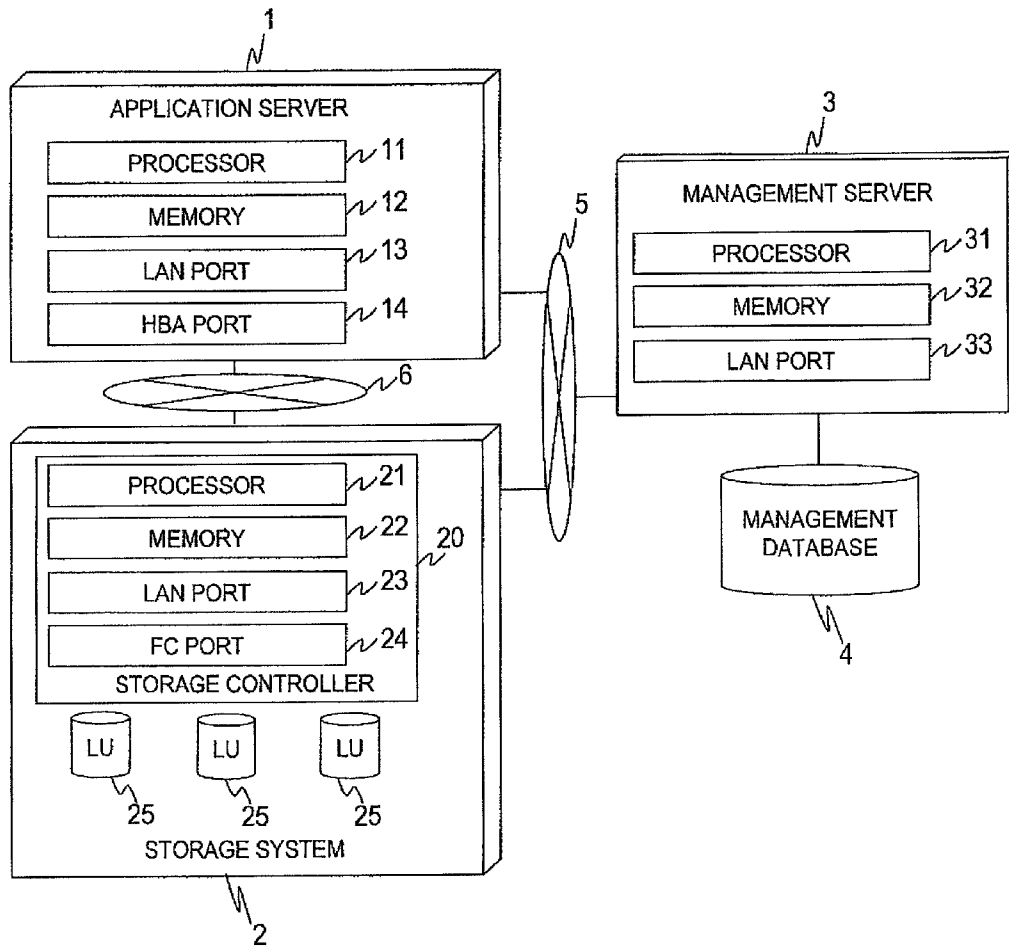 1
APPLICATION SERVER
PROCESSOR 11
MEMORY 12
LAN PORT 13
HBA PORT 14
6
5
3
MANAGEMENT SERVER
PROCESSOR 31
MEMORY 32
LAN PORT 33
MANAGEMENT
DATABASE
4
PROCESSOR 21
MEMORY 22
20
LAN PORT 23
FC PORT 24
STORAGE CONTROLLER
LU LU LU
25 25 25
STORAGE SYSTEM
2